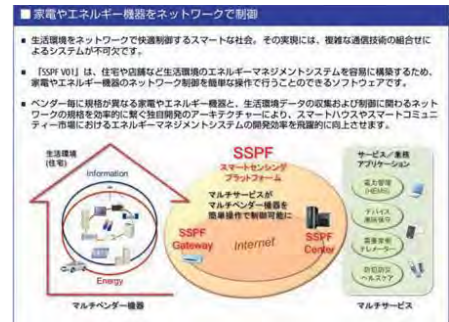 ■ 家電やエネルギー機器をネットワークで制御
■ 生活環境をネットワークで快適制御するスマートな社会。その実現には、複雑な通信技術の組合せに
よるシステムが不可欠です。
■ 「SSPF V01」は、住宅や店舗など生活環境のエネルギーマネジメントシステムを容易に構築するため、
家電やエネルギー機器のネットワーク制御を簡単な操作で行うことのできるソフトウェアです。
■ ベンダー毎に規格が異なる家電やエネルギー機器と、生活環境データの収集および制御に関わるネット
ワークの規格を効率的に繋ぐ独自開発のアーキテクチャーにより、スマートハウスやスマートコミュニ
ティー市場におけるエネルギーマネジメントシステムの開発効率を飛躍的に向上させます。
生活環境
(住宅)
Information
Energy
マルチベンダー機器
SSPF
スマートセンシング
プラットフォーム
マルチサービスが
マルチベンダー機器を
簡単操作で制御可能に
SSPF
Gateway
Internet
SSPF
Center
サービス／業務
アプリケーション
電力管理
(HEMS)
デバイス
テレメーター
防犯防災
ヘルスケア
マルチサービス